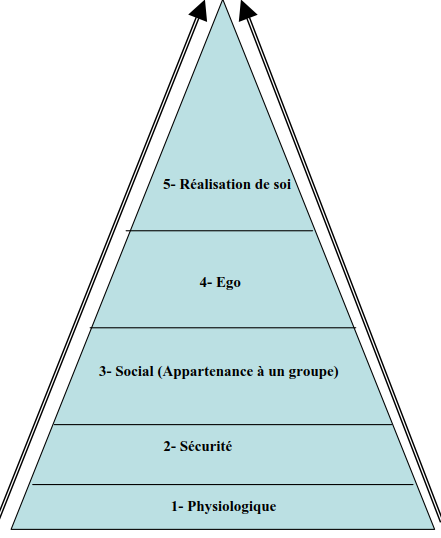 5- Réalisation de soi
4- Ego
3- Social (Appartenance à un groupe)
2- Sécurité
1- Physiologique